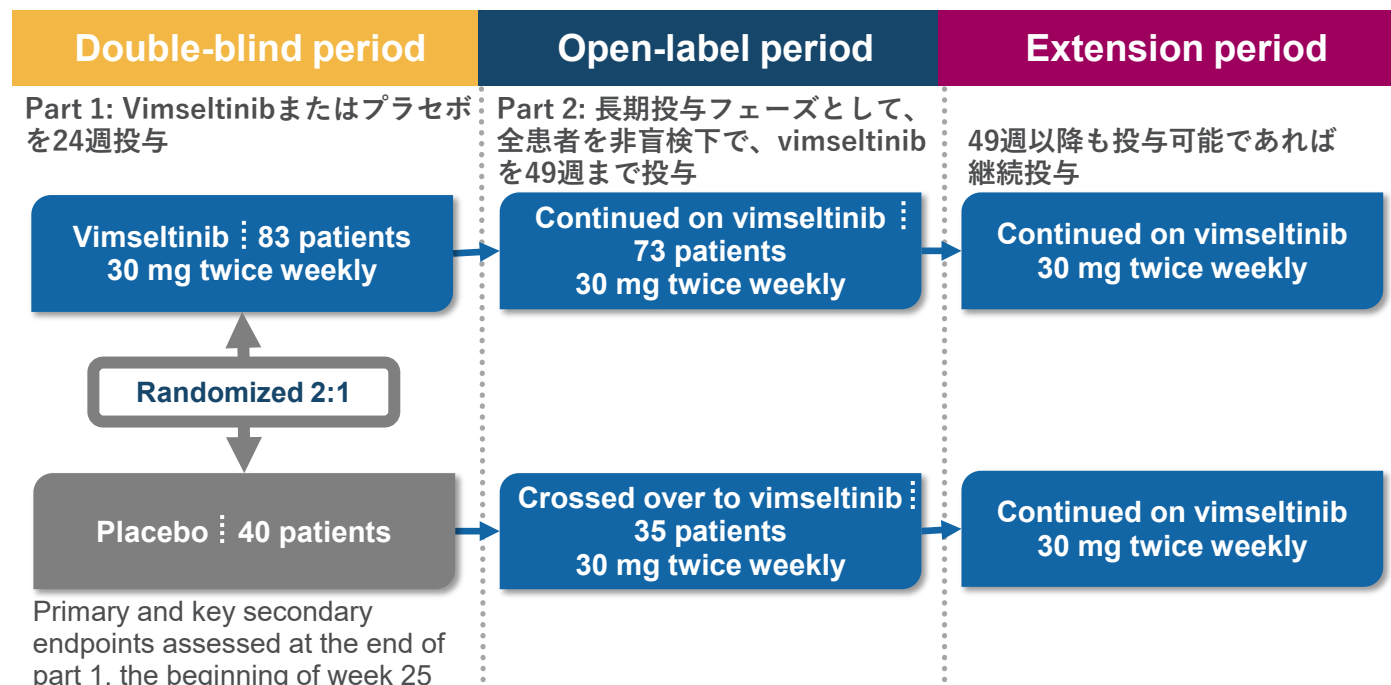 Double-blind period
Open-label period
Extension period
Part 1: Vimseltinibまたはプラセボ
を24週投与
Part 2: 長期投与フェーズとして、
全患者を非盲検下で、vimseltinib
を49週まで投与
49週以降も投与可能であれば
継続投与
Vimseltinib ⁞ 83 patients
30 mg twice weekly
Continued on vimseltinib ⁞
73 patients
30 mg twice weekly
Continued on vimseltinib
30 mg twice weekly
Randomized 2:1
Placebo ⁞ 40 patients
Crossed over to vimseltinib ⁞
35 patients
30 mg twice weekly
Continued on vimseltinib
30 mg twice weekly
Primary and key secondary
endpoints assessed at the end of
part 1, the beginning of week 25